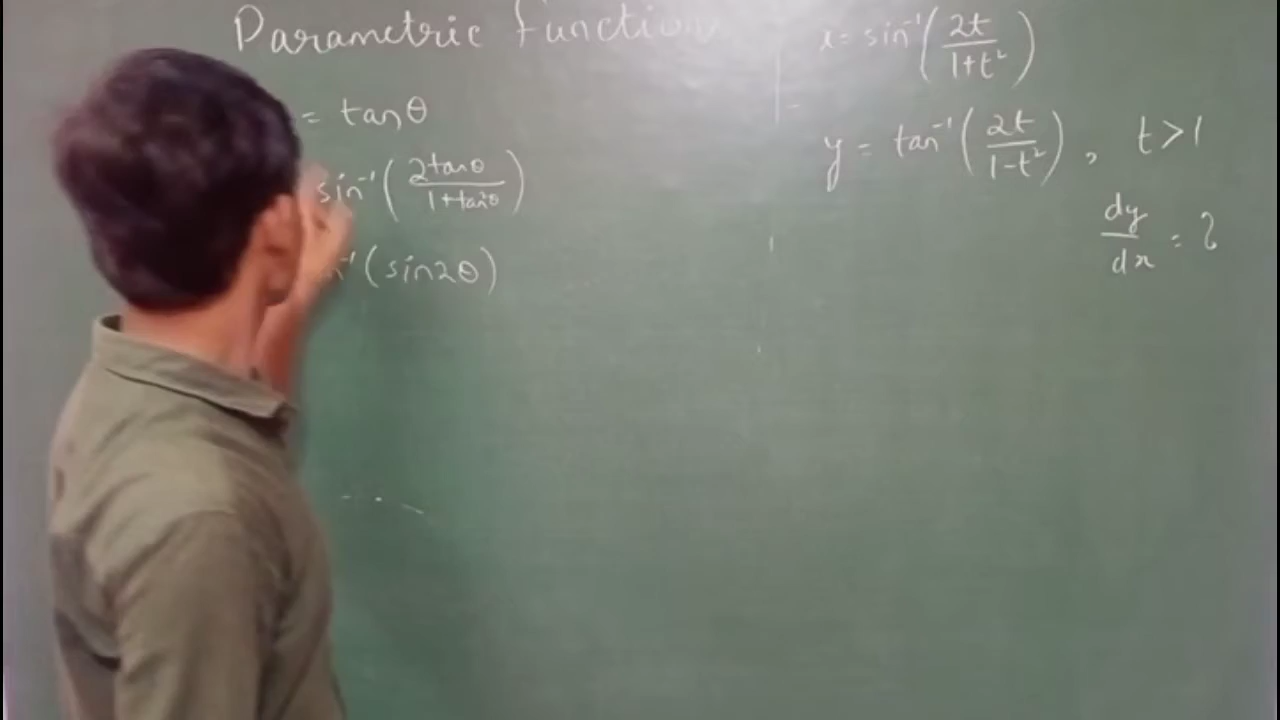 Parametric Function
= tanθ
sin⁻¹(2tanθ/1+tan²θ)
(sin2θ)
x = sin⁻¹(2t/1+t²)
y = tan⁻¹(2t/1-t²), t>1
dy/dx = ?